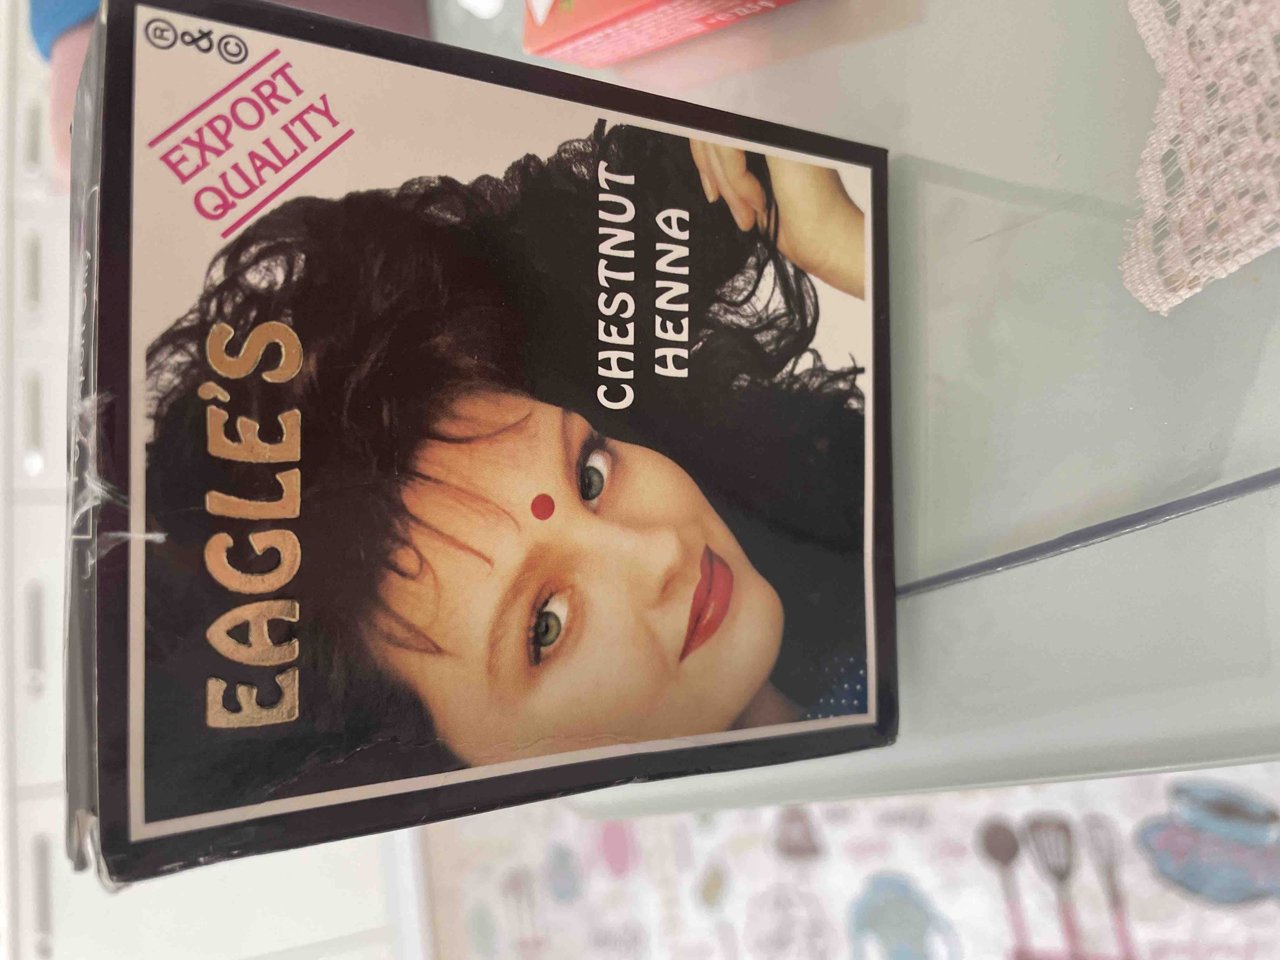 ® & ©
EXPORT
QUALITY
EAGLE'S
CHESTNUT
HENNA